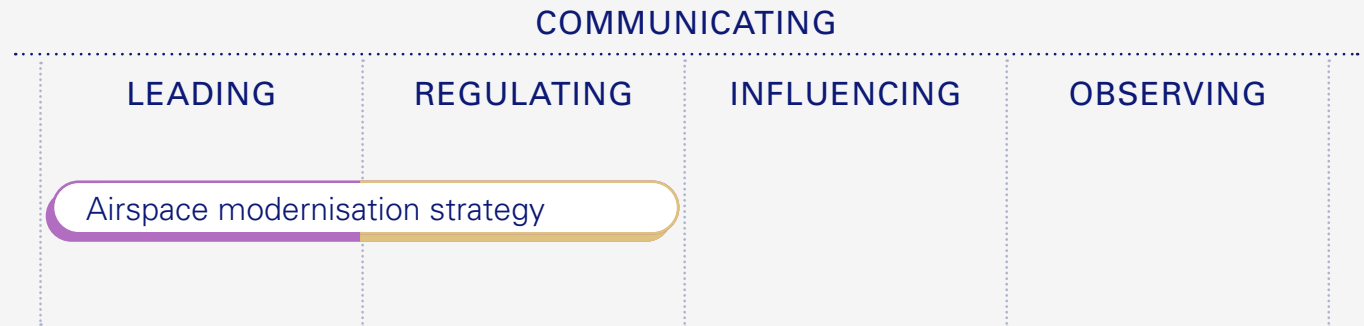 COMMUNICATING
LEADING REGULATING INFLUENCING OBSERVING
Airspace modernisation strategy